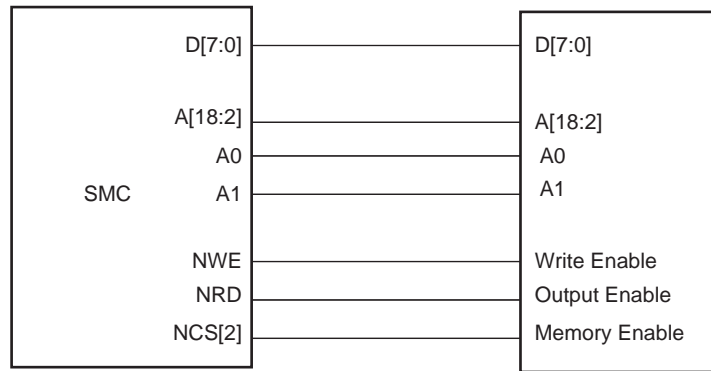 D[7:0] D[7:0]
A[18:2] A[18:2]
A0 A0
SMC A1 A1
NWE Write Enable
NRD Output Enable
NCS[2] Memory Enable